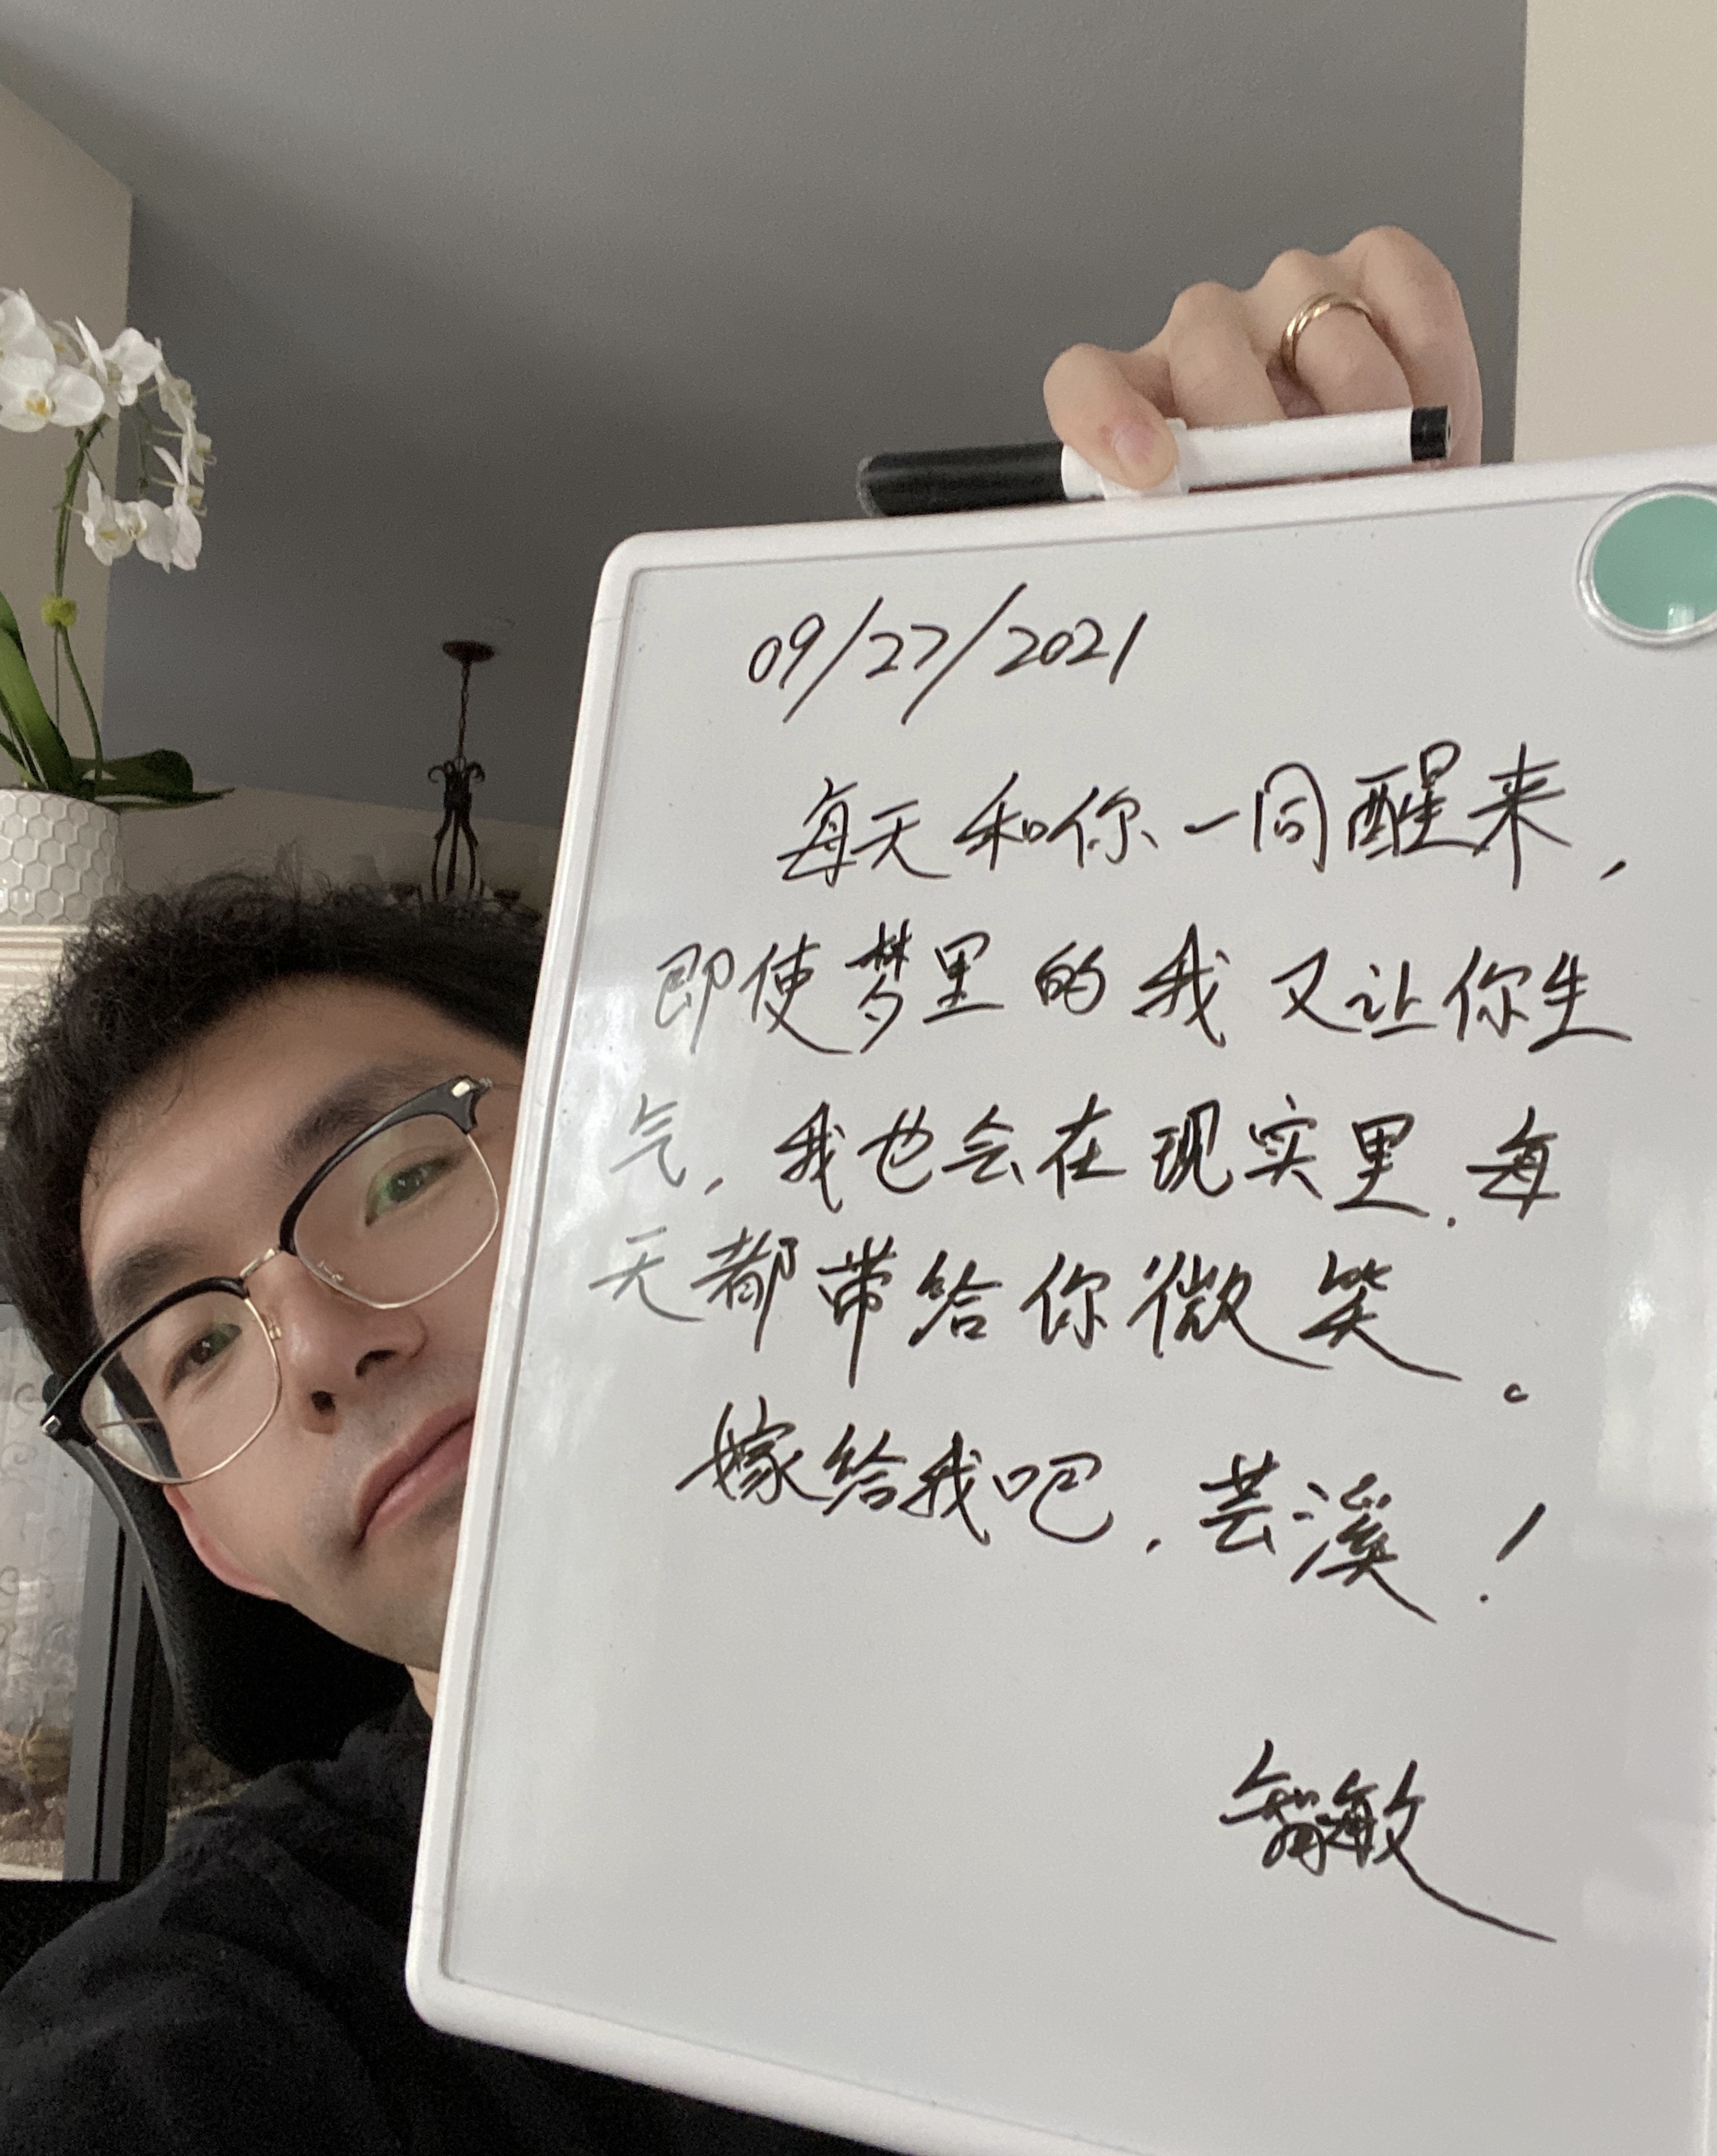 09/27/2021
每天和你一同醒来，
即使梦里的我又让你生
气，我也会在现实里，每
天都带给你微笑。
嫁给我吧，芸溪！
智敏